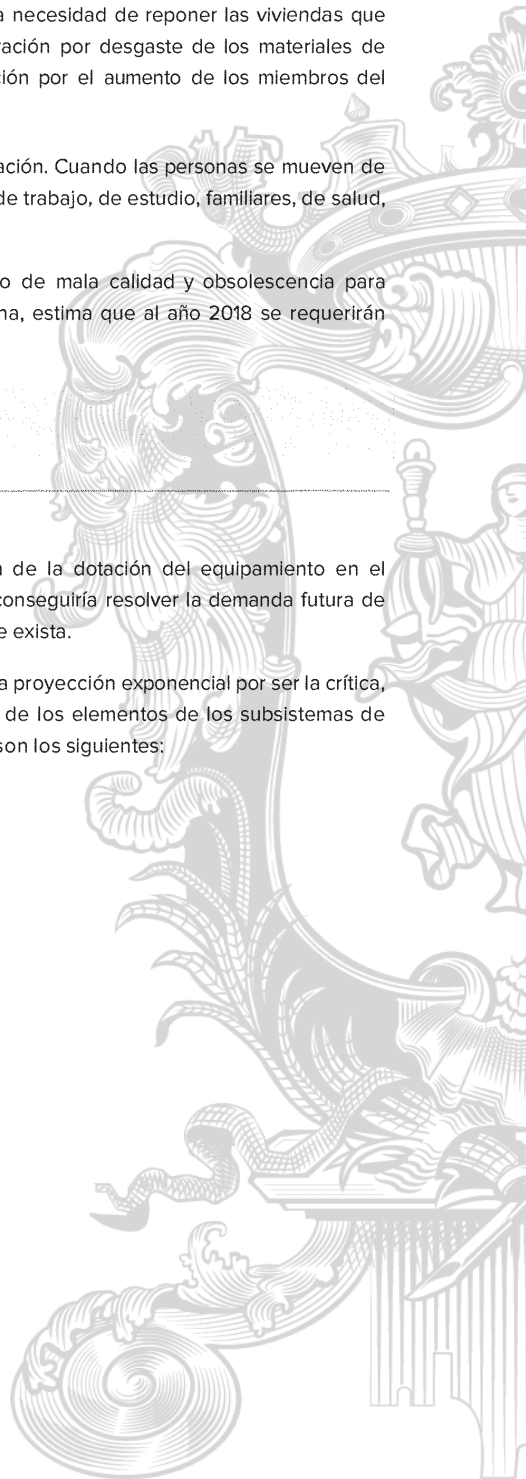 a necesidad de reponer las viviendas que
ración por desgaste de los materiales de
ción por el aumento de los miembros del
ación. Cuando las personas se mueven de
de trabajo, de estudio, familiares, de salud,
o de mala calidad y obsolescencia para
na, estima que al año 2018 se requerirán
n de la dotación del equipamiento en el
conseguiría resolver la demanda futura de
e exista.
a proyección exponencial por ser la crítica,
de los elementos de los subsistemas de
son los siguientes: